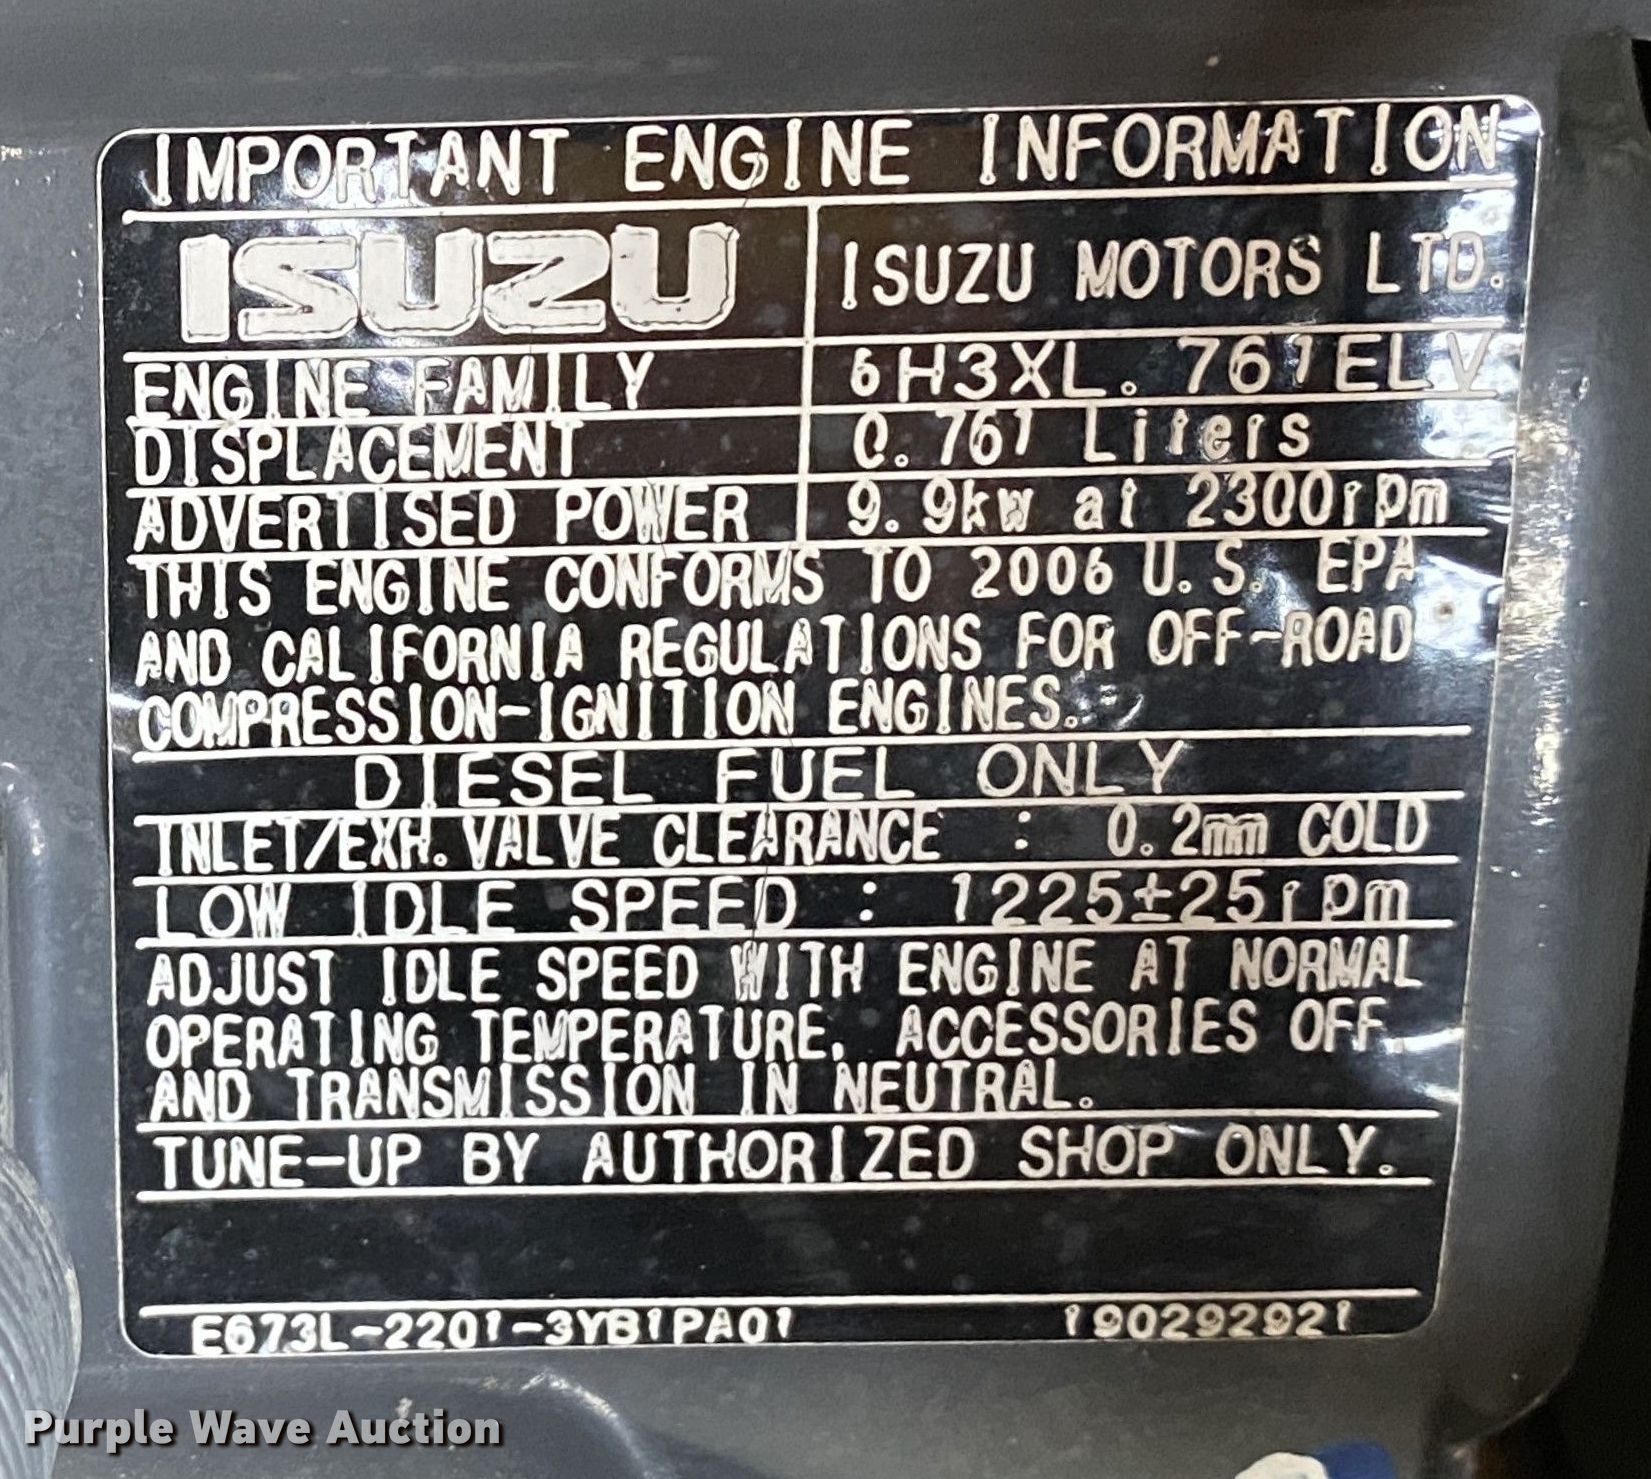 IMPORTANT ENGINE INFORMATION
ISUZU ISUZU MOTORS LTD.
ENGINE FAMILY 6H3XL. 761ELV
DISPLACEMENT 0. 761 Liters
ADVERTISED POWER 9. 9kw at 2300rpm
THIS ENGINE CONFORMS TO 2006 U. S. EPA
AND CALIFORNIA REGULATIONS FOR OFF-ROAD
COMPRESSION-IGNITION ENGINES.
DIESEL FUEL ONLY
INLET/EXH. VALVE CLEARANCE : 0. 2mm COLD
LOW IDLE SPEED : 1225±25rpm
ADJUST IDLE SPEED WITH ENGINE AT NORMAL
OPERATING TEMPERATURE, ACCESSORIES OFF,
AND TRANSMISSION IN NEUTRAL.
TUNE-UP BY AUTHORIZED SHOP ONLY.
E673L-2201-3YB1PA01 190292921
Purple Wave Auction